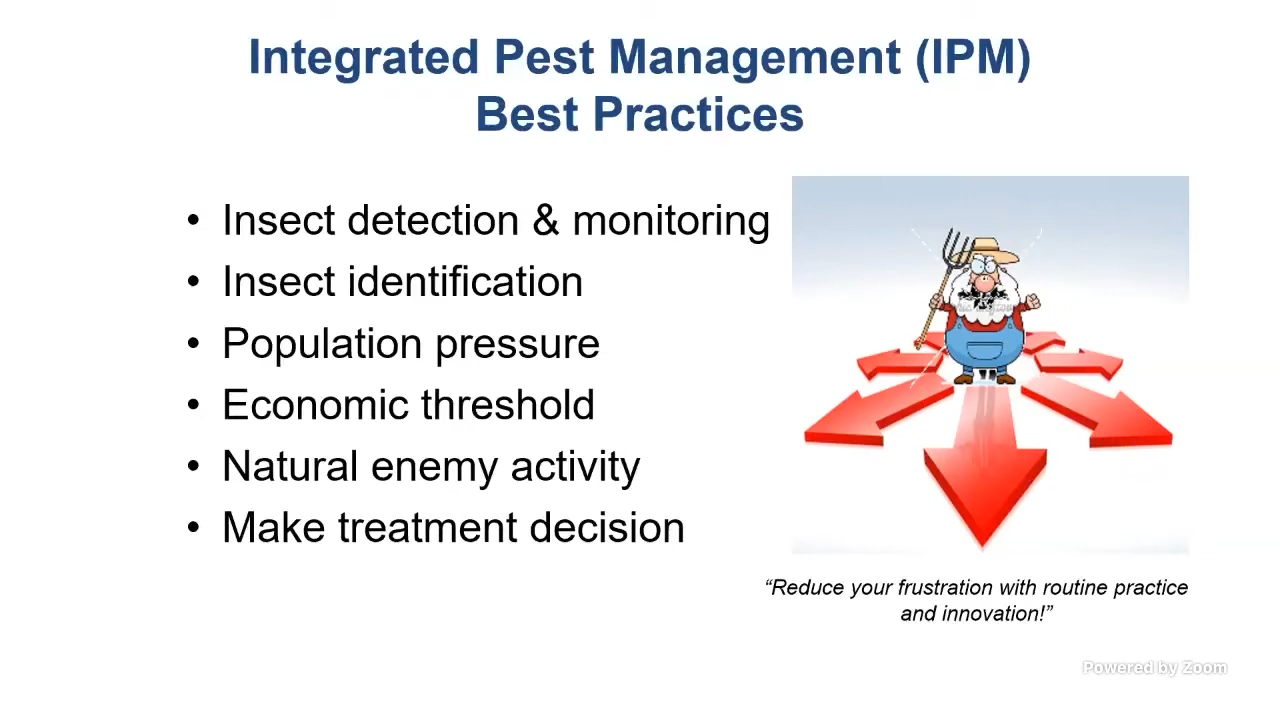 Integrated Pest Management (IPM)
Best Practices
• Insect detection & monitoring
• Insect identification
• Population pressure
• Economic threshold
• Natural enemy activity
• Make treatment decision
“Reduce your frustration with routine practice
and innovation!”
Powered by Zoom